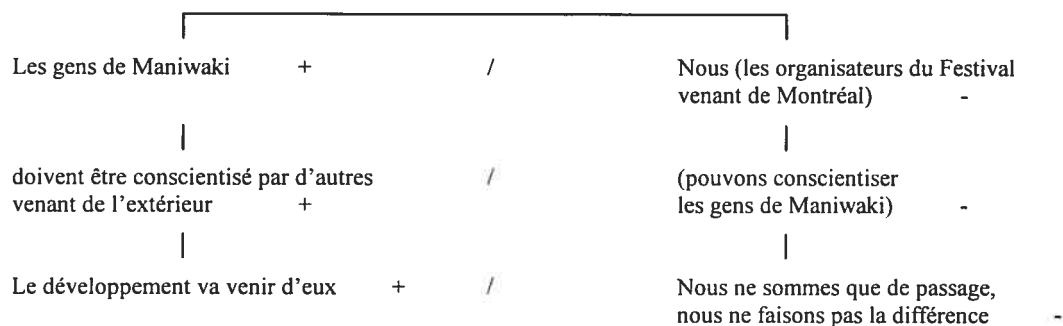 Les gens de Maniwaki + / Nous (les organisateurs du Festival
venant de Montréal) -
doivent être conscientisé par d'autres / (pouvons conscientiser
venant de l'extérieur + les gens de Maniwaki) -
Le développement va venir d'eux + / Nous ne sommes que de passage,
nous ne faisons pas la différence -